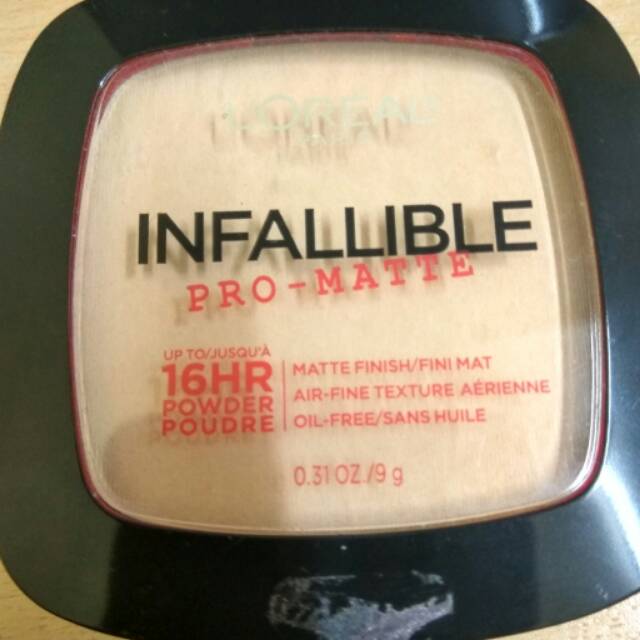 L'ORÉAL
PARIS
INFALLIBLE
PRO-MATTE
UP TO/JUSQU'À
16HR
POWDER
POUDRE
MATTE FINISH/FINI MAT
AIR-FINE TEXTURE AÉRIENNE
OIL-FREE/SANS HUILE
0.31 OZ./9 g